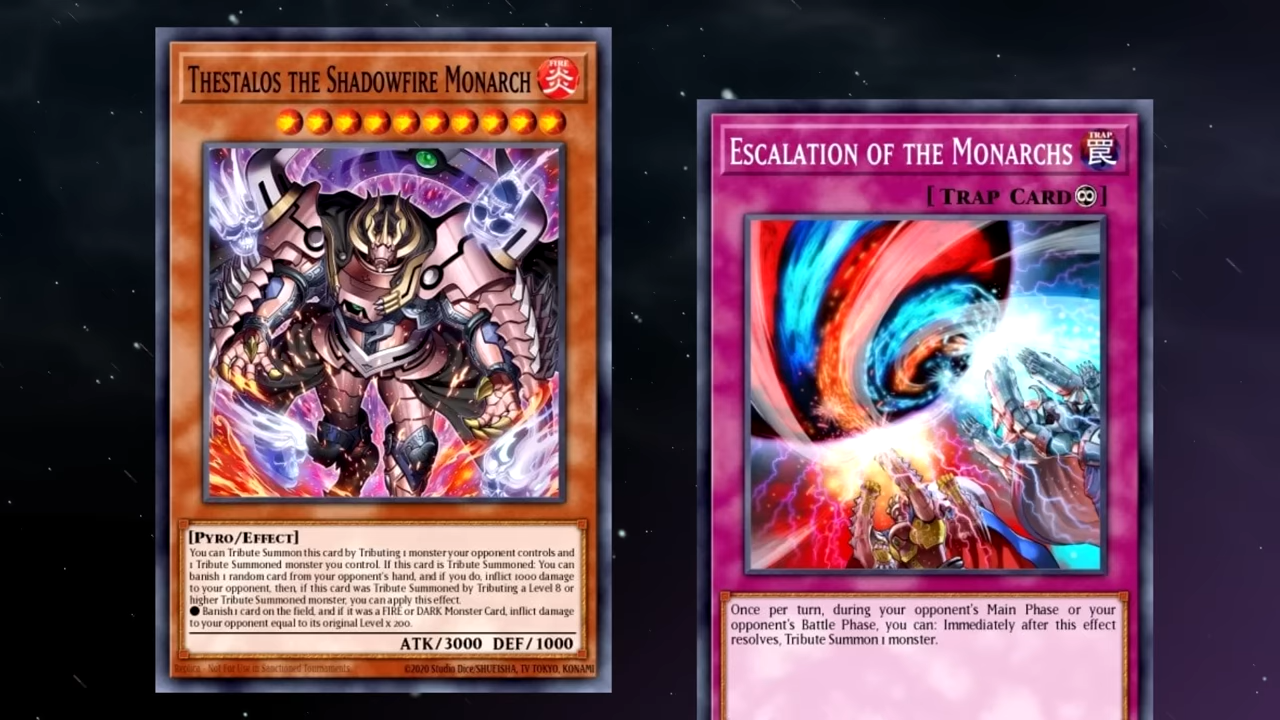 THESTALOS THE SHADOWFIRE MONARCH
FIRE
炎
[PYRO/EFFECT]
You can Tribute Summon this card by Tributing 1 monster your opponent controls and
1 Tribute Summoned monster you control. If this card is Tribute Summoned: You can
banish 1 random card from your opponent's hand, and if you do, inflict 1000 damage
to your opponent, then, if this card was Tribute Summoned by Tributing a Level 8 or
higher Tribute Summoned monster, you can apply this effect.
● Banish 1 card on the field, and if it was a FIRE or DARK Monster Card, inflict damage
to your opponent equal to its original Level x 200.
ATK/3000 DEF/1000
Replica - Not For Use in Sanctioned Tournaments
©2020 Studio Dice/SHUEISHA, TV TOKYO, KONAMI
ESCALATION OF THE MONARCHS
TRAP
罠
[TRAP CARD♾]
Once per turn, during your opponent's Main Phase or your
opponent's Battle Phase, you can: Immediately after this effect
resolves, Tribute Summon 1 monster.